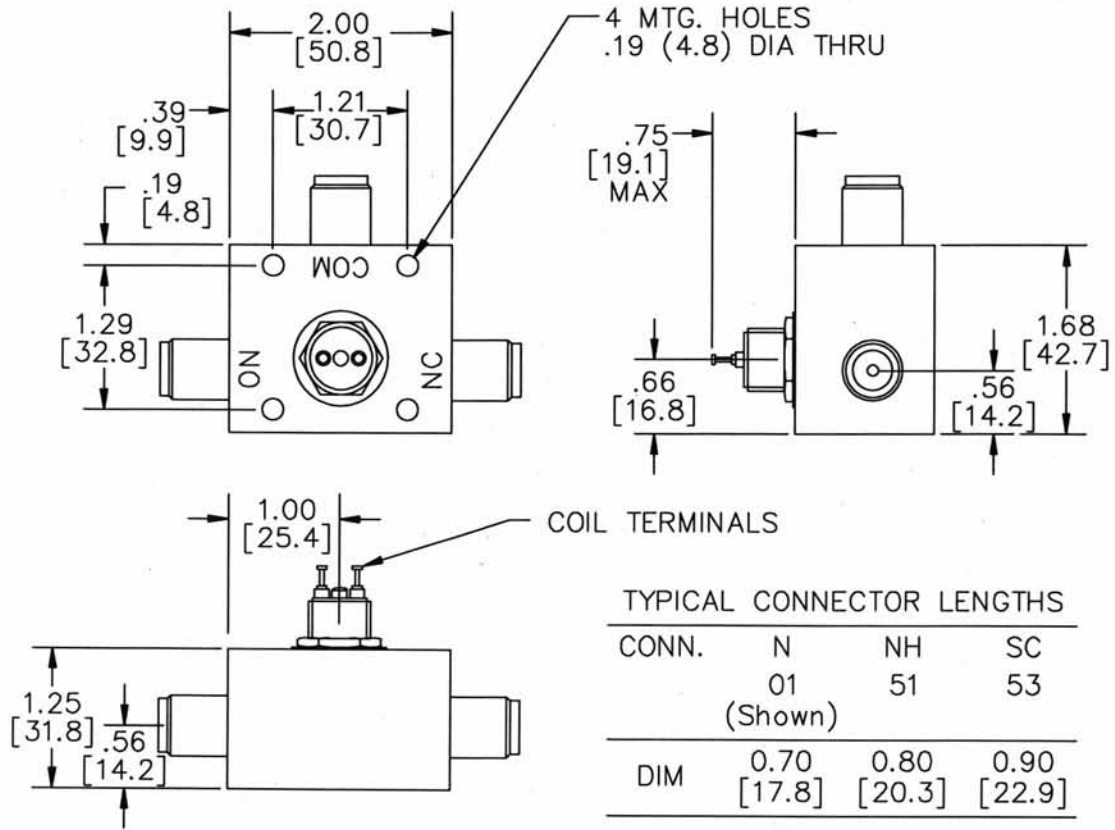 2.00
[50.8]
4 MTG. HOLES
.19 (4.8) DIA THRU
.39
[9.9]
1.21
[30.7]
.19
[4.8]
.75
[19.1]
MAX
COM
1.29
[32.8]
NO
NC
1.68
[42.7]
.66
[16.8]
.56
[14.2]
1.00
[25.4]
COIL TERMINALS
1.25
[31.8]
.56
[14.2]
TYPICAL CONNECTOR LENGTHS
CONN. N NH SC
01 51 53
(Shown)
DIM 0.70 0.80 0.90
[17.8] [20.3] [22.9]